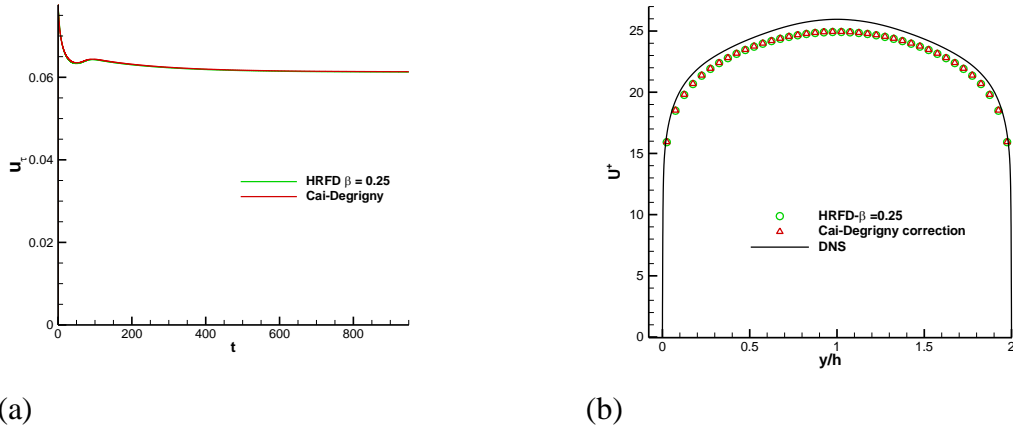 0.06
0.04
0.02
0
uτ
HRFD β = 0.25
Cai-Degrigny
0 200 400 600 800
t
25
20
15
10
5
0
U+
HRFD-β =0.25
Cai-Degrigny correction
DNS
0 0.5 1 1.5 2
y/h
(a) (b)